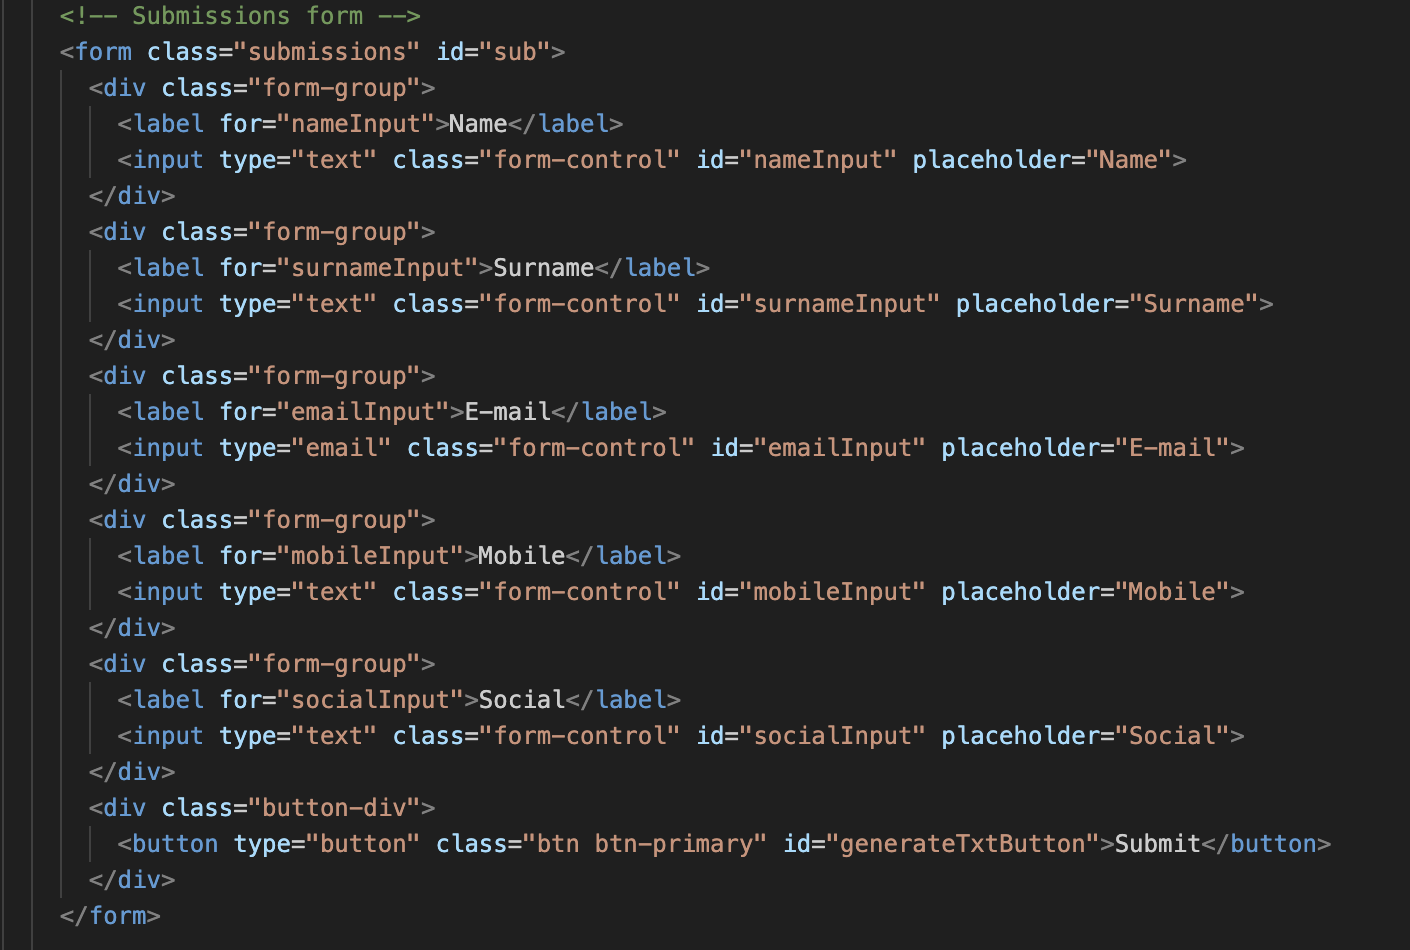 <!-- Submissions form -->
<form class="submissions" id="sub">
<div class="form-group">
<label for="nameInput">Name</label>
<input type="text" class="form-control" id="nameInput" placeholder="Name">
</div>
<div class="form-group">
<label for="surnameInput">Surname</label>
<input type="text" class="form-control" id="surnameInput" placeholder="Surname">
</div>
<div class="form-group">
<label for="emailInput">E-mail</label>
<input type="email" class="form-control" id="emailInput" placeholder="E-mail">
</div>
<div class="form-group">
<label for="mobileInput">Mobile</label>
<input type="text" class="form-control" id="mobileInput" placeholder="Mobile">
</div>
<div class="form-group">
<label for="socialInput">Social</label>
<input type="text" class="form-control" id="socialInput" placeholder="Social">
</div>
<div class="button-div">
<button type="button" class="btn btn-primary" id="generateTxtButton">Submit</button>
</div>
</form>